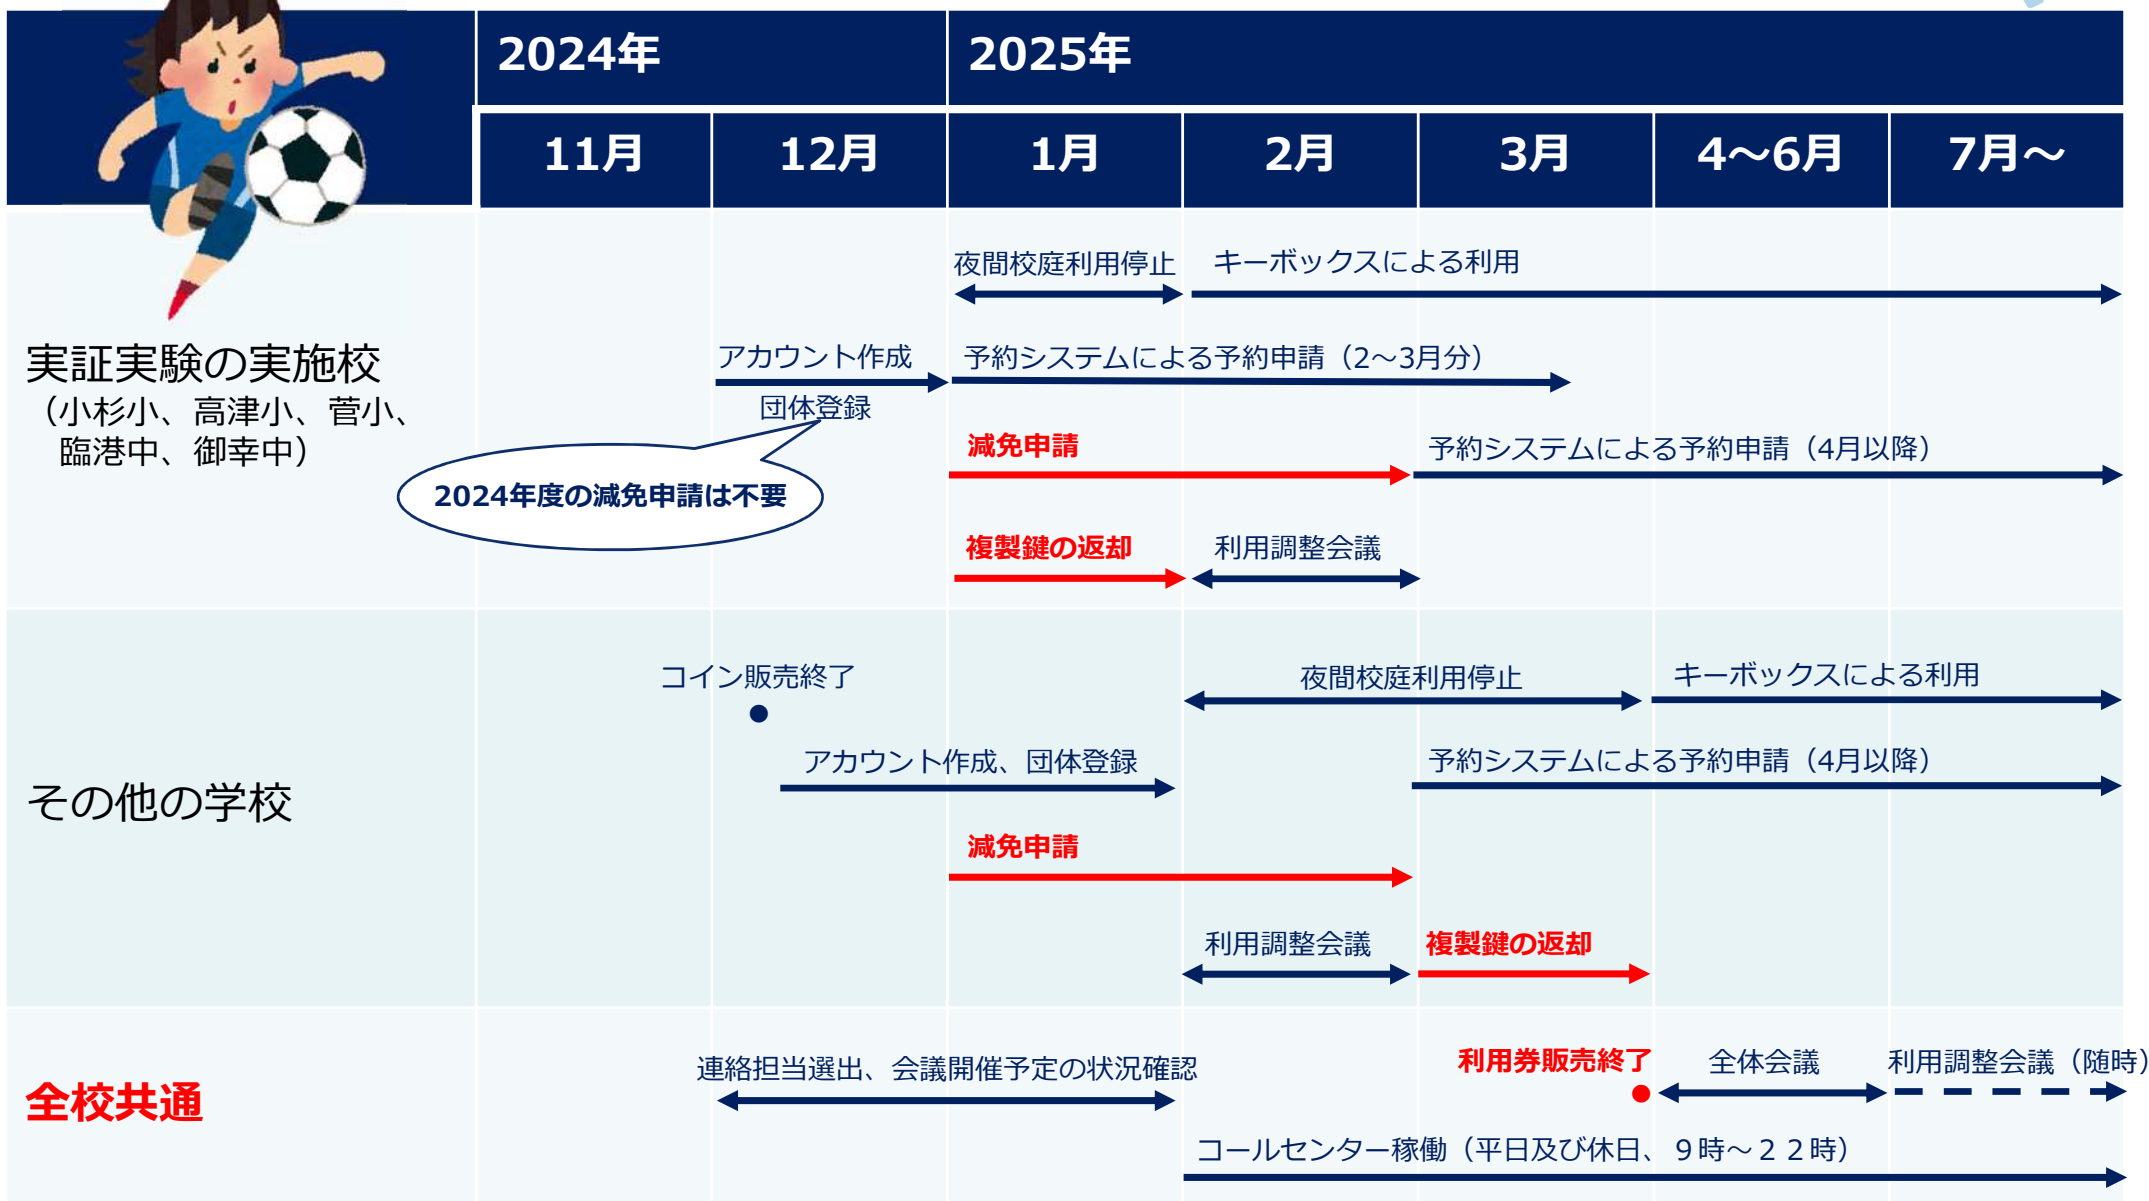 2024年
2025年
11月
12月
1月
2月
3月
4～6月
7月～
実証実験の実施校
（小杉小、高津小、菅小、
臨港中、御幸中）
夜間校庭利用停止
キーボックスによる利用
アカウント作成
団体登録
予約システムによる予約申請（2～3月分）
2024年度の減免申請は不要
減免申請
予約システムによる予約申請（4月以降）
複製鍵の返却
利用調整会議
その他の学校
コイン販売終了
夜間校庭利用停止
キーボックスによる利用
アカウント作成、団体登録
予約システムによる予約申請（4月以降）
減免申請
利用調整会議
複製鍵の返却
全校共通
連絡担当選出、会議開催予定の状況確認
利用券販売終了
全体会議
利用調整会議（随時）
コールセンター稼働（平日及び休日、９時～２２時）